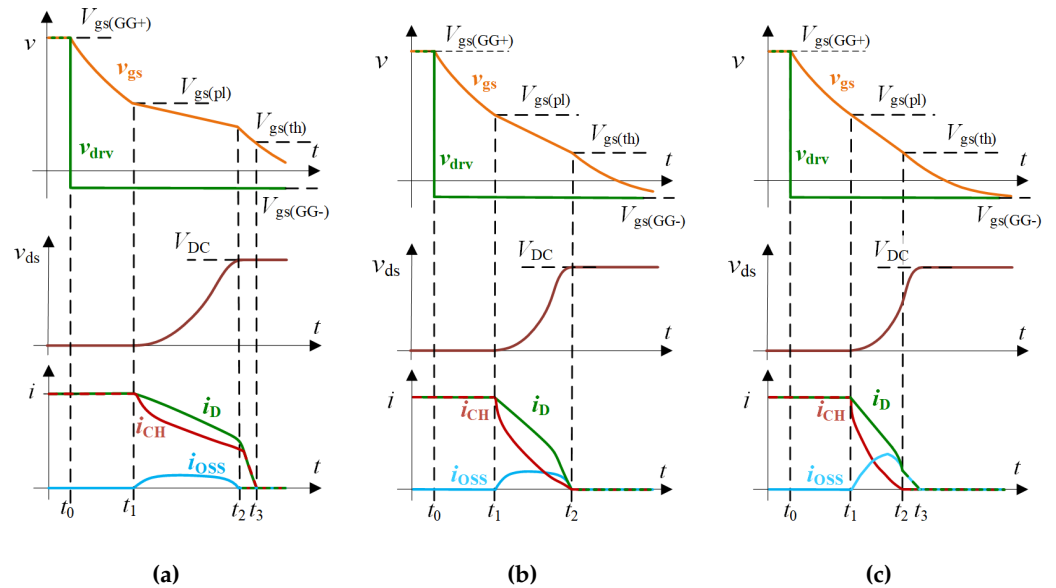 v
V_gs(GG+)
v_gs
V_gs(pl)
V_gs(th)
t
v_drv
V_gs(GG-)
v_ds
V_DC
t
i
i_D
i_CH
i_OSS
t
t_0 t_1 t_2 t_3
(a)
v
V_gs(GG+)
v_gs
V_gs(pl)
V_gs(th)
t
v_drv
V_gs(GG-)
v_ds
V_DC
t
i
i_CH i_D
i_OSS
t
t_0 t_1 t_2
(b)
v
V_gs(GG+)
v_gs
V_gs(pl)
V_gs(th)
t
v_drv
V_gs(GG-)
v_ds
V_DC
t
i
i_CH i_D
i_OSS
t
t_0 t_1 t_2 t_3
(c)